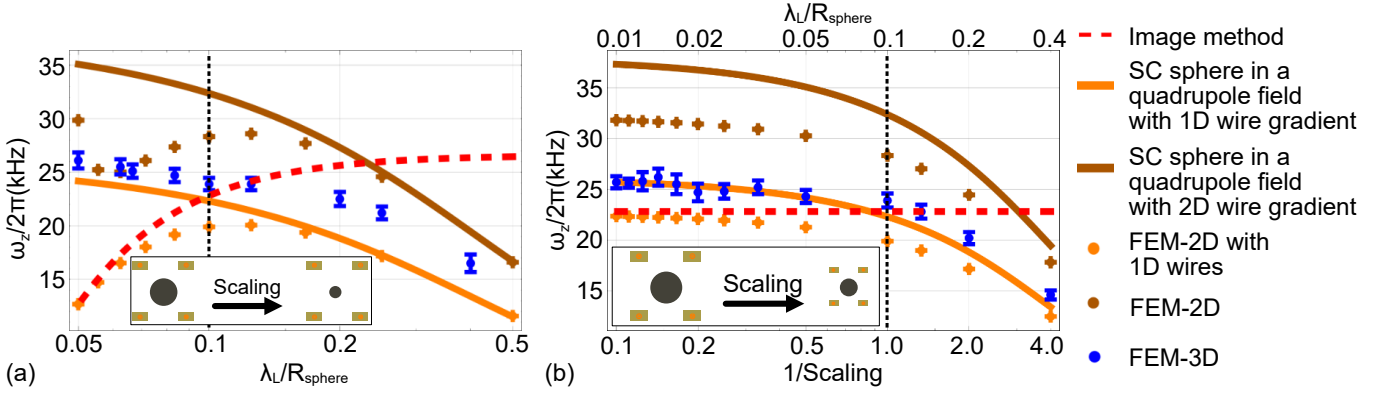 λL/Rsphere
0.01 0.02 0.05 0.1 0.2 0.4
35
30
25
20
15
ωz/2π(kHz)
Scaling
0.05 0.1 0.2 0.5
λL/Rsphere
(a)
35
30
25
20
15
ωz/2π(kHz)
Scaling
0.1 0.2 0.5 1.0 2.0 4.0
1/Scaling
(b)
Image method
SC sphere in a
quadrupole field
with 1D wire gradient
SC sphere in a
quadrupole field
with 2D wire gradient
FEM-2D with
1D wires
FEM-2D
FEM-3D